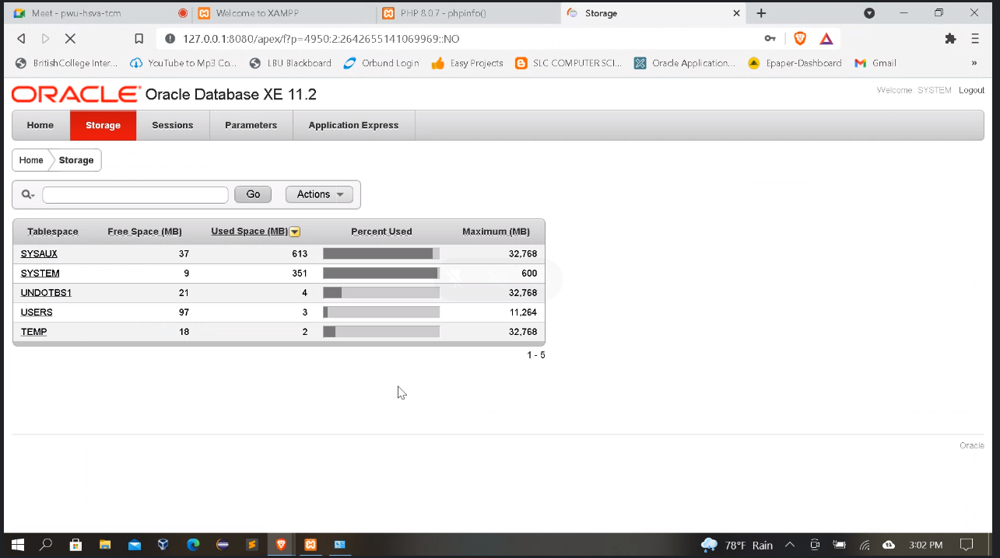 Meet - pwu-hsva-tcm Welcome to XAMPP PHP 8.0.7 - phpinfo() Storage
127.0.0.1:8080/apex/f?p=4950:2:2642655141069969::NO
BritishCollege Inter... YouTube to Mp3 Co... LBU Blackboard Orbund Login Easy Projects SLC COMPUTER SCI... Oracle Application... Epaper-Dashboard Gmail »
ORACLE Oracle Database XE 11.2 Welcome: SYSTEM Logout
Home Storage Sessions Parameters Application Express
Home Storage
Go Actions
Tablespace Free Space (MB) Used Space (MB) Percent Used Maximum (MB)
SYSAUX 37 613 32,768
SYSTEM 9 351 600
UNDOTBS1 21 4 32,768
USERS 97 3 11,264
TEMP 18 2 32,768
1 - 5
Oracle
78°F Rain 3:02 PM